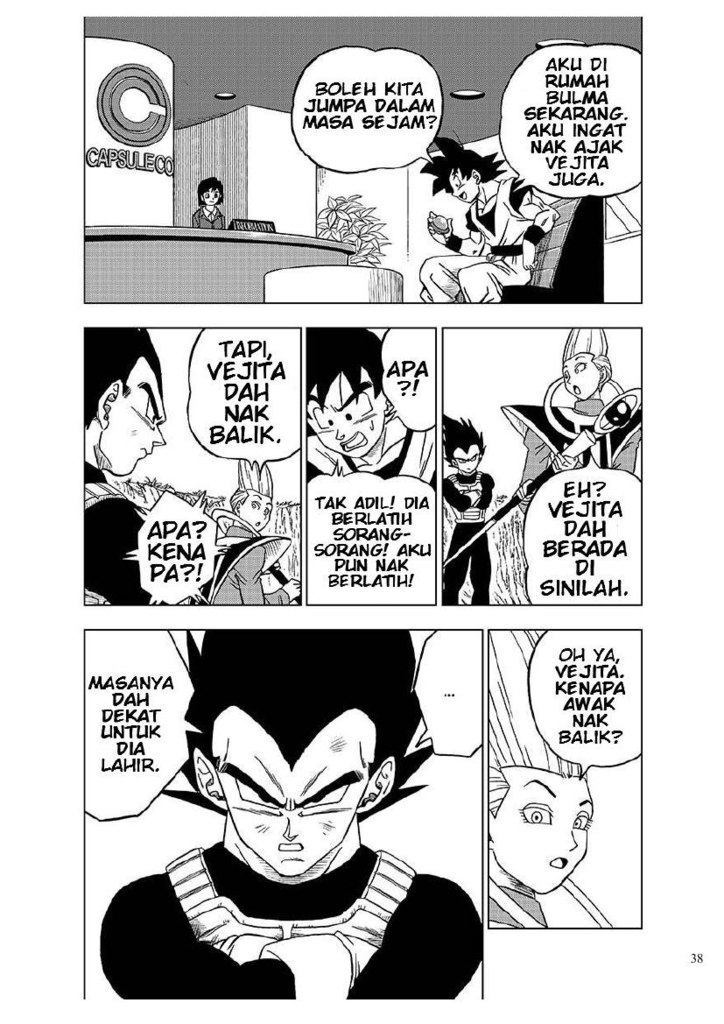 AKU DI
RUMAH
BULMA
SEKARANG.
AKU INGAT
NAK AJAK
VEJITA
JUGA.
BOLEH KITA
JUMPA DALAM
MASA SEJAM?
CAPSULE CO
INFORMATION
EH?
VEJITA
DAH
BERADA
DI
SINILAH.
APA
?!
TAK ADIL! DIA
BERLATIH
SORANG-
SORANG! AKU
PUN NAK
BERLATIH!
TAPI,
VEJITA
DAH
NAK
BALIK.
APA?
KENA
PA?!
OH YA,
VEJITA.
KENAPA
AWAK
NAK
BALIK?
...
MASANYA
DAH
DEKAT
UNTUK
DIA
LAHIR.
38